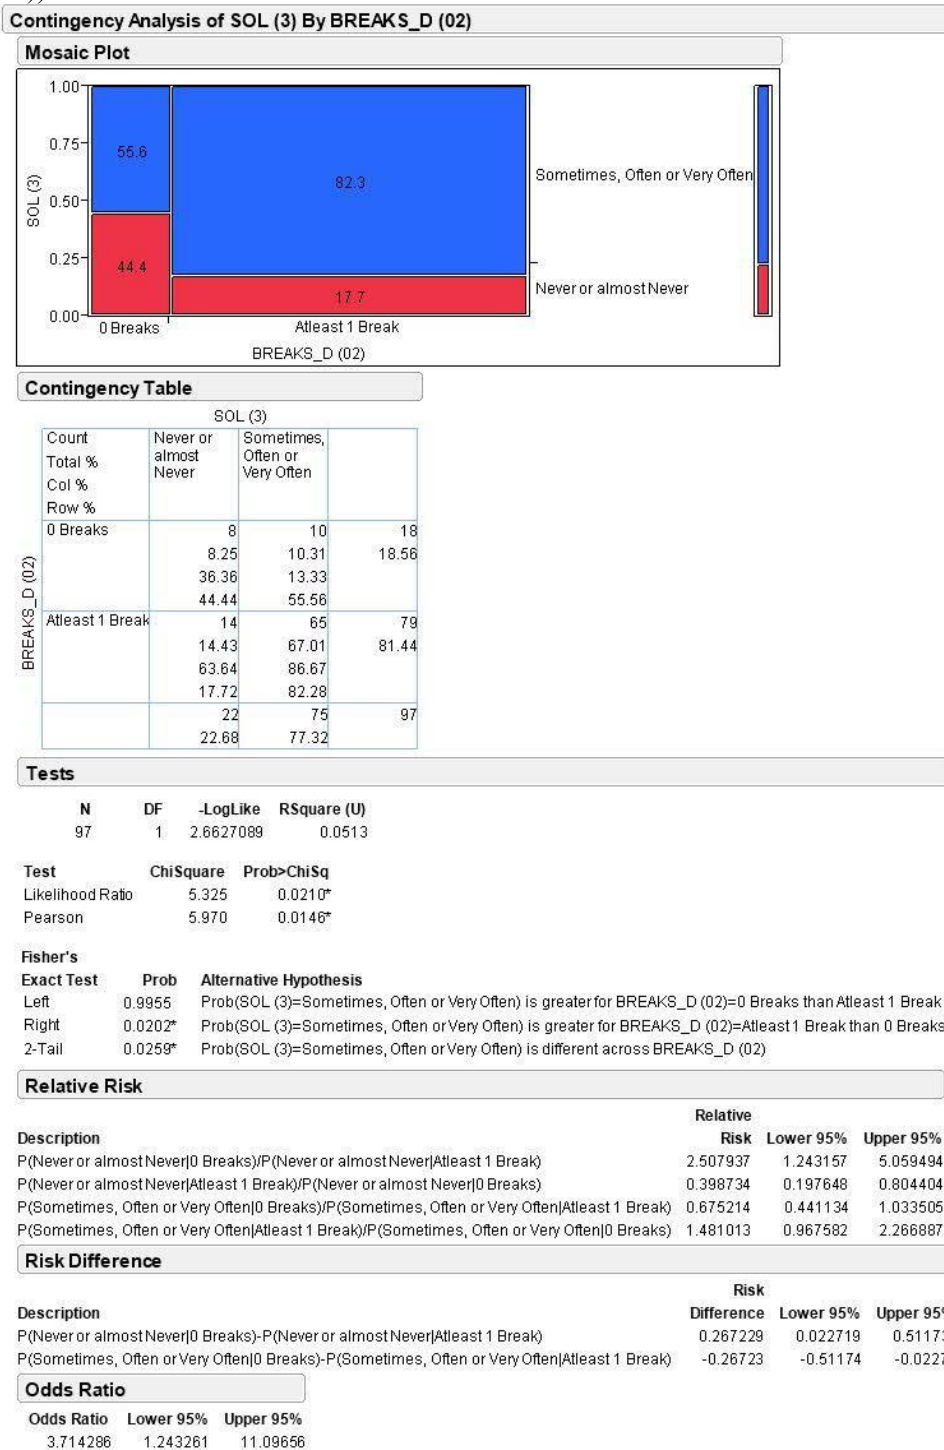 Contingency Analysis of SOL (3) By BREAKS_D (02)
Mosaic Plot
1.00
0.75
0.50
0.25
0.00
SOL (3)
55.6
82.3
44.4
17.7
Sometimes, Often or Very Often
Never or almost Never
0 Breaks Atleast 1 Break
BREAKS_D (02)
Contingency Table
SOL (3)
BREAKS_D (02)
Count Never or Sometimes,
Total % almost Often or
Col % Never Very Often
Row %
0 Breaks 8 10 18
8.25 10.31 18.56
36.36 13.33
44.44 55.56
Atleast 1 Break 14 65 79
14.43 67.01 81.44
63.64 86.67
17.72 82.28
22 75 97
22.68 77.32
Tests
N DF -LogLike RSquare (U)
97 1 2.6627089 0.0513
Test ChiSquare Prob>ChiSq
Likelihood Ratio 5.325 0.0210*
Pearson 5.970 0.0146*
Fisher's
Exact Test Prob Alternative Hypothesis
Left 0.9955 Prob(SOL (3)=Sometimes, Often or Very Often) is greater for BREAKS_D (02)=0 Breaks than Atleast 1 Break
Right 0.0202* Prob(SOL (3)=Sometimes, Often or Very Often) is greater for BREAKS_D (02)=Atleast 1 Break than 0 Breaks
2-Tail 0.0259* Prob(SOL (3)=Sometimes, Often or Very Often) is different across BREAKS_D (02)
Relative Risk
Relative
Description Risk Lower 95% Upper 95%
P(Never or almost Never|0 Breaks)/P(Never or almost Never|Atleast 1 Break) 2.507937 1.243157 5.059494
P(Never or almost Never|Atleast 1 Break)/P(Never or almost Never|0 Breaks) 0.398734 0.197648 0.804404
P(Sometimes, Often or Very Often|0 Breaks)/P(Sometimes, Often or Very Often|Atleast 1 Break) 0.675214 0.441134 1.033505
P(Sometimes, Often or Very Often|Atleast 1 Break)/P(Sometimes, Often or Very Often|0 Breaks) 1.481013 0.967582 2.266887
Risk Difference
Risk
Description Difference Lower 95% Upper 95%
P(Never or almost Never|0 Breaks)-P(Never or almost Never|Atleast 1 Break) 0.267229 0.022719 0.51173
P(Sometimes, Often or Very Often|0 Breaks)-P(Sometimes, Often or Very Often|Atleast 1 Break) -0.26723 -0.51174 -0.0227
Odds Ratio
Odds Ratio Lower 95% Upper 95%
3.714286 1.243261 11.09656